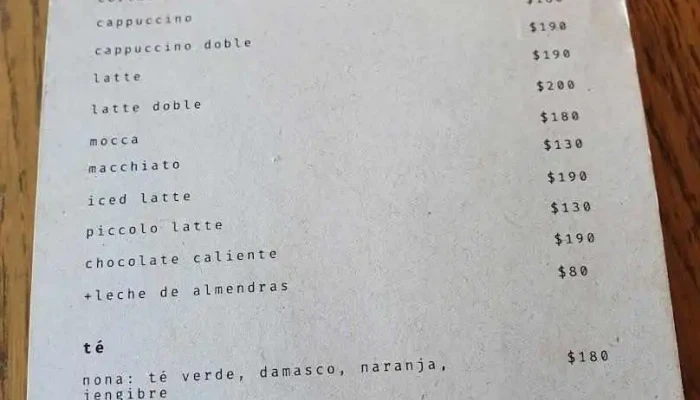 cappuccino
cappuccino doble $190
latte $190
latte doble $200
mocca $180
macchiato $130
iced latte $190
piccolo latte $130
chocolate caliente $190
+leche de almendras $80
té
nona: té verde, damasco, naranja, $180
jengibre